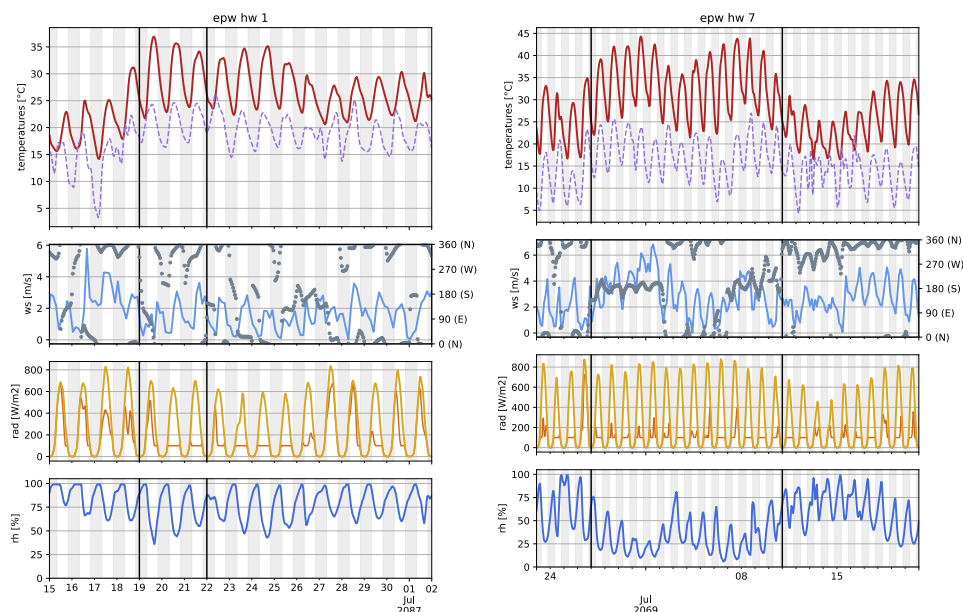 epw hw 1
temperatures [°C]
35
30
25
20
15
10
5
ws [m/s]
6
4
2
0
360 (N)
270 (W)
180 (S)
90 (E)
0 (N)
rad [W/m2]
800
600
400
200
0
rh [%]
100
75
50
25
0
15 16 17 18 19 20 21 22 23 24 25 26 27 28 29 30 01 02
Jul
2087
epw hw 7
temperatures [°C]
45
40
35
30
25
20
15
10
5
ws [m/s]
6
4
2
0
360 (N)
270 (W)
180 (S)
90 (E)
0 (N)
rad [W/m2]
800
600
400
200
0
rh [%]
100
75
50
25
0
24 08 15
Jul
2069